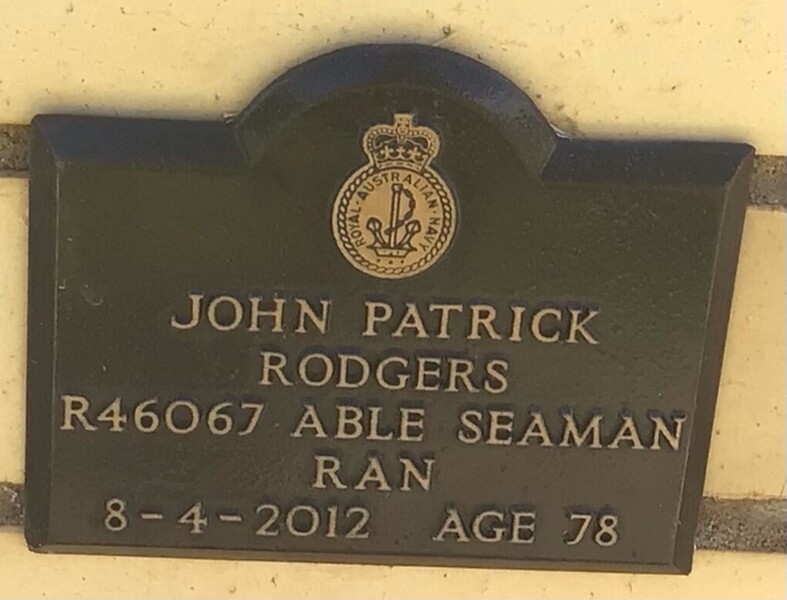 ROYAL · AUSTRALIAN · NAVY
JOHN PATRICK
RODGERS
R46067 ABLE SEAMAN
RAN
8-4-2012 AGE 78